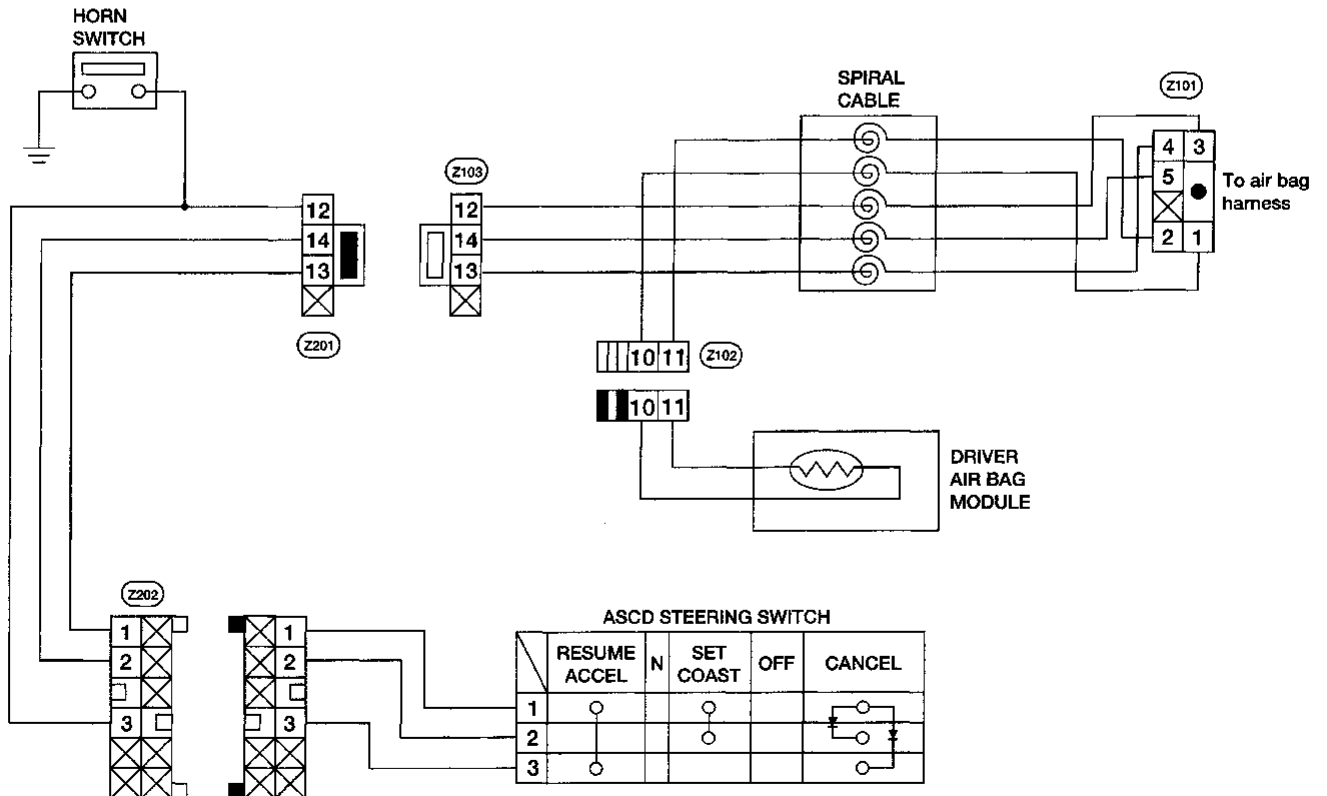 HORN
SWITCH
SPIRAL
CABLE
Z101
4 3
5
2 1
To air bag
harness
Z103
12
14
13
12
14
13
Z201
10 11
Z102
10 11
DRIVER
AIR BAG
MODULE
Z202
1
2
3
1
2
3
ASCD STEERING SWITCH
RESUME
ACCEL
N
SET
COAST
OFF
CANCEL
1
2
3